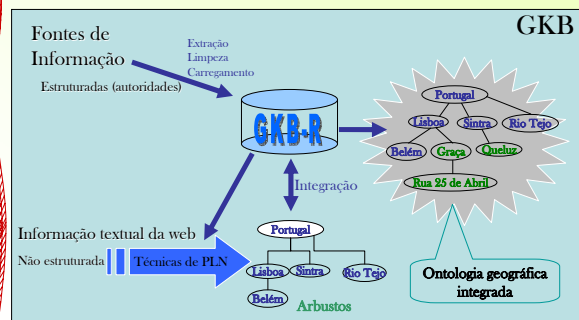 GKB
Fontes de
Informação
Estruturadas (autoridades)
Extração
Limpeza
Carregamento
GKB-R
Portugal
Lisboa
Sintra
Rio Tejo
Belém
Graça
Queluz
Rua 25 de Abril
Integração
Informação textual da web
Não estruturada
Técnicas de PLN
Portugal
Lisboa
Sintra
Rio Tejo
Belém
Arbustos
Ontologia geográfica
integrada